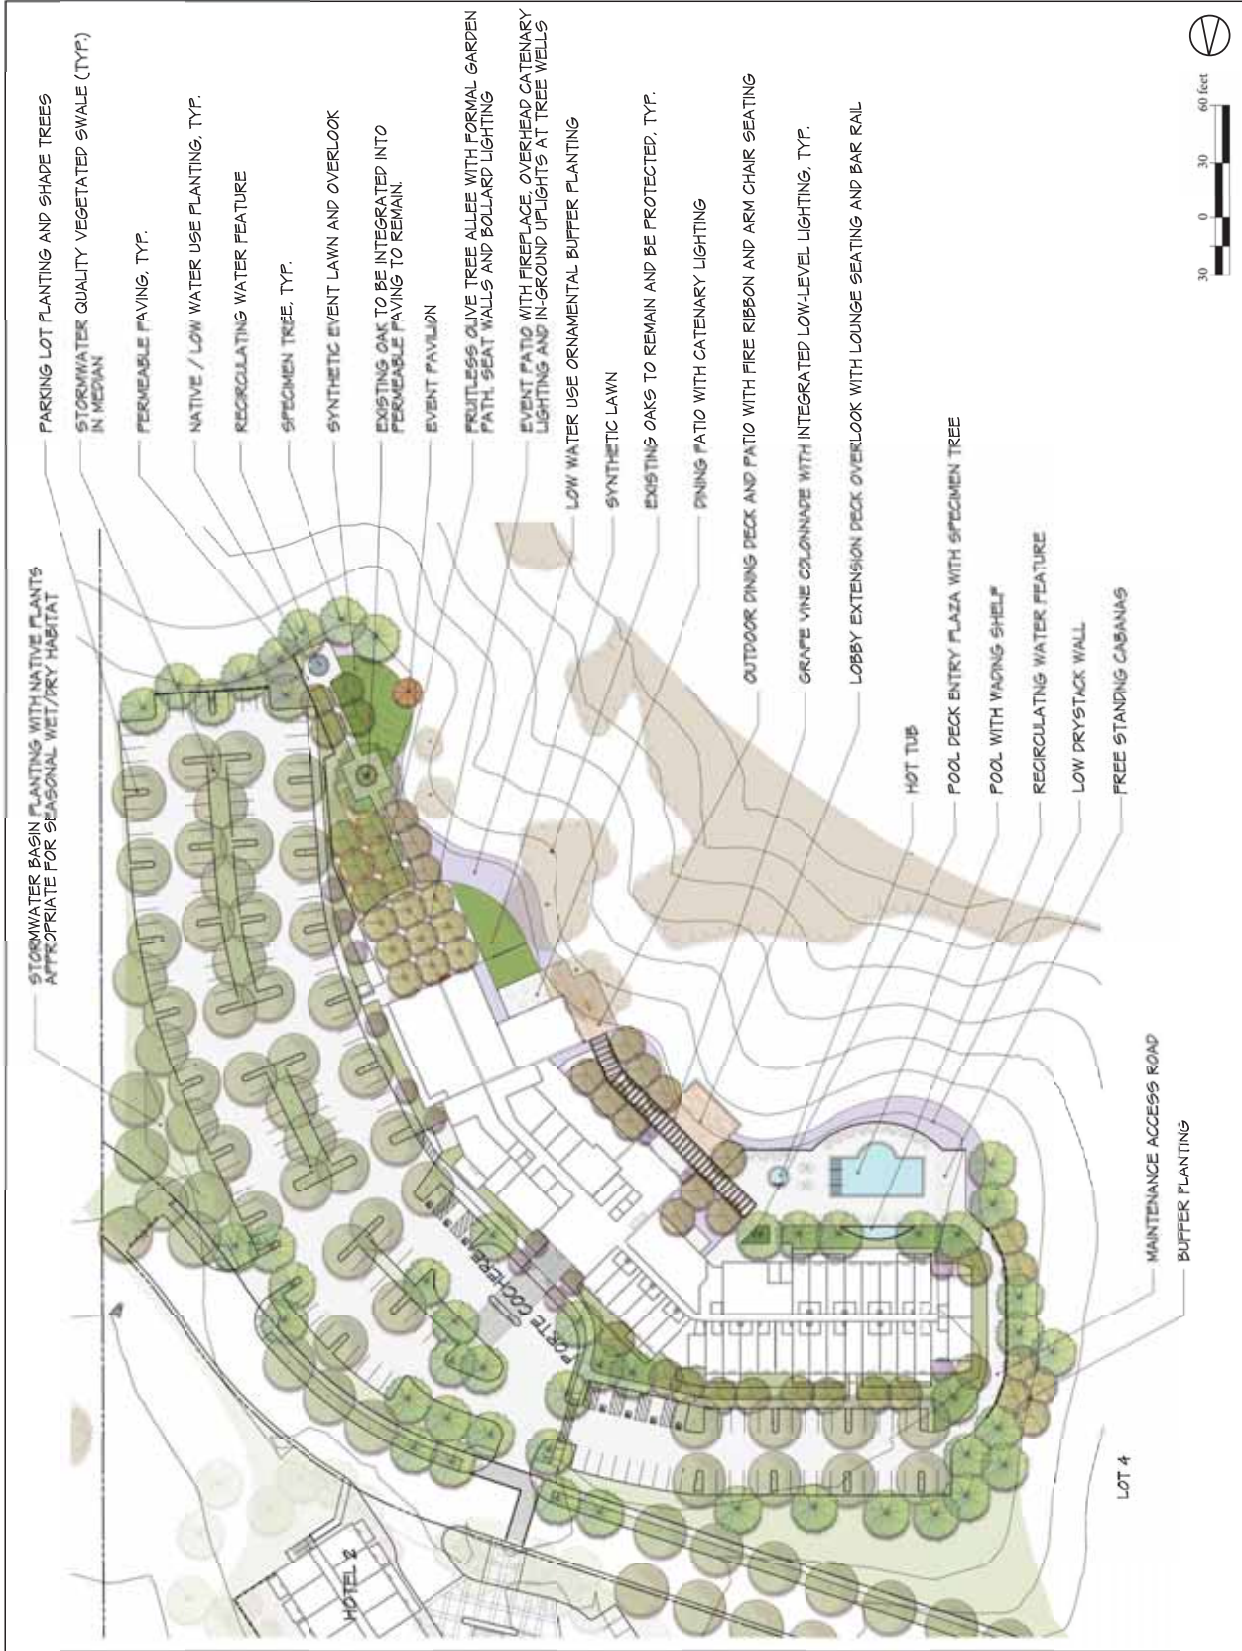 STORMWATER BASIN PLANTING WITH NATIVE PLANTS
APPROPRIATE FOR SEASONAL WET/DRY HABITAT
PARKING LOT PLANTING AND SHADE TREES
STORMWATER QUALITY VEGETATED SWALE (TYP.)
IN MEDIAN
PERMEABLE PAVING, TYP.
NATIVE / LOW WATER USE PLANTING, TYP.
RECIRCULATING WATER FEATURE
SPECIMEN TREE, TYP.
SYNTHETIC EVENT LAWN AND OVERLOOK
EXISTING OAK TO BE INTEGRATED INTO
PERMEABLE PAVING TO REMAIN.
EVENT PAVILION
FRUITLESS OLIVE TREE ALLEE WITH FORMAL GARDEN
PATH, SEAT WALLS AND BOLLARD LIGHTING
EVENT PATIO WITH FIREPLACE, OVERHEAD CATENARY
LIGHTING AND IN-GROUND UPLIGHTS AT TREE WELLS
LOW WATER USE ORNAMENTAL BUFFER PLANTING
SYNTHETIC LAWN
EXISTING OAKS TO REMAIN AND BE PROTECTED, TYP.
DINING PATIO WITH CATENARY LIGHTING
OUTDOOR DINING DECK AND PATIO WITH FIRE RIBBON AND ARM CHAIR SEATING
GRAPE VINE COLONNADE WITH INTEGRATED LOW-LEVEL LIGHTING, TYP.
LOBBY EXTENSION DECK OVERLOOK WITH LOUNGE SEATING AND BAR RAIL
HOT TUB
POOL DECK ENTRY PLAZA WITH SPECIMEN TREE
POOL WITH WADING SHELF
RECIRCULATING WATER FEATURE
LOW DRYSTACK WALL
FREE STANDING CABANAS
MAINTENANCE ACCESS ROAD
BUFFER PLANTING
PORTE COCHERE
HOTEL 2
LOT 4
30 0 30 60 feet